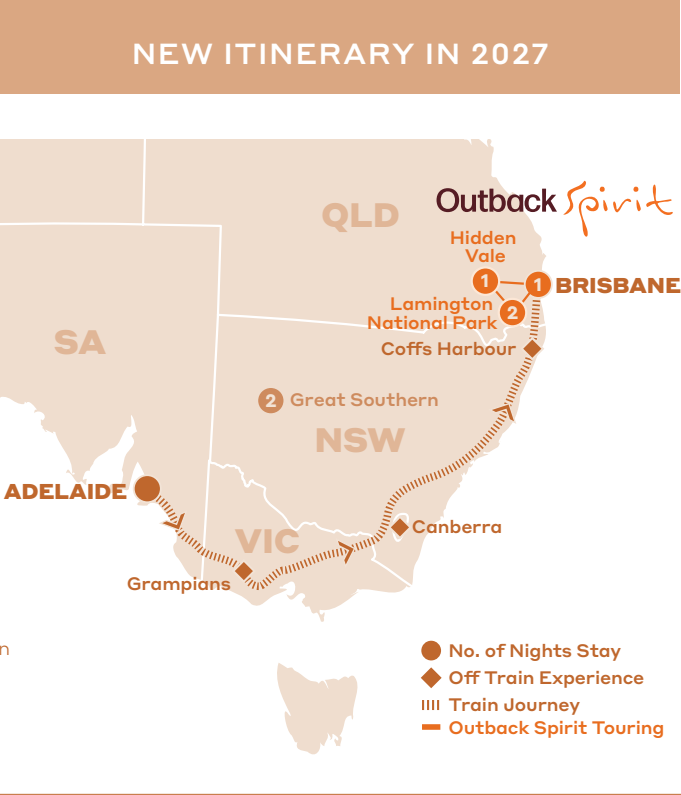 NEW ITINERARY IN 2027
QLD
Outback Spirit
Hidden
Vale
1
1
BRISBANE
Lamington
National Park
2
Coffs Harbour
SA
2 Great Southern
NSW
ADELAIDE
Canberra
VIC
Grampians
n
No. of Nights Stay
Off Train Experience
Train Journey
Outback Spirit Touring